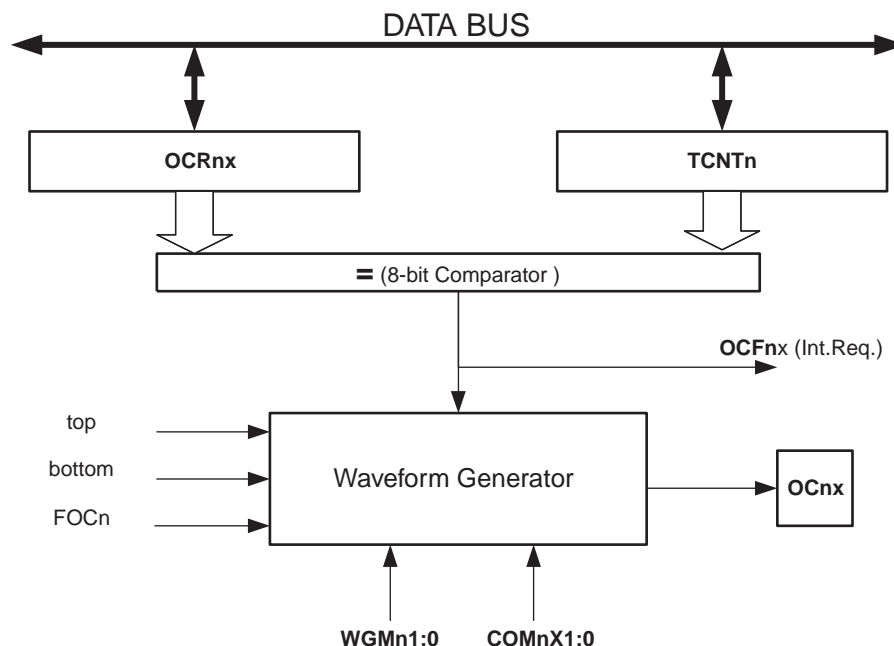 DATA BUS
OCRnx
TCNTn
= (8-bit Comparator )
OCFnx (Int.Req.)
top
bottom
FOCn
Waveform Generator
OCnx
WGMn1:0
COMnX1:0